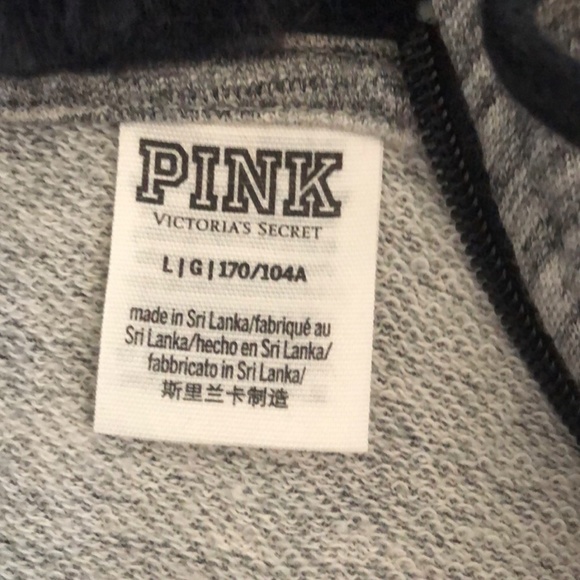 PINK
VICTORIA'S SECRET
L|G|170/104A
made in Sri Lanka/fabriqué au
Sri Lanka/hecho en Sri Lanka/
fabbricato in Sri Lanka/
斯里兰卡制造